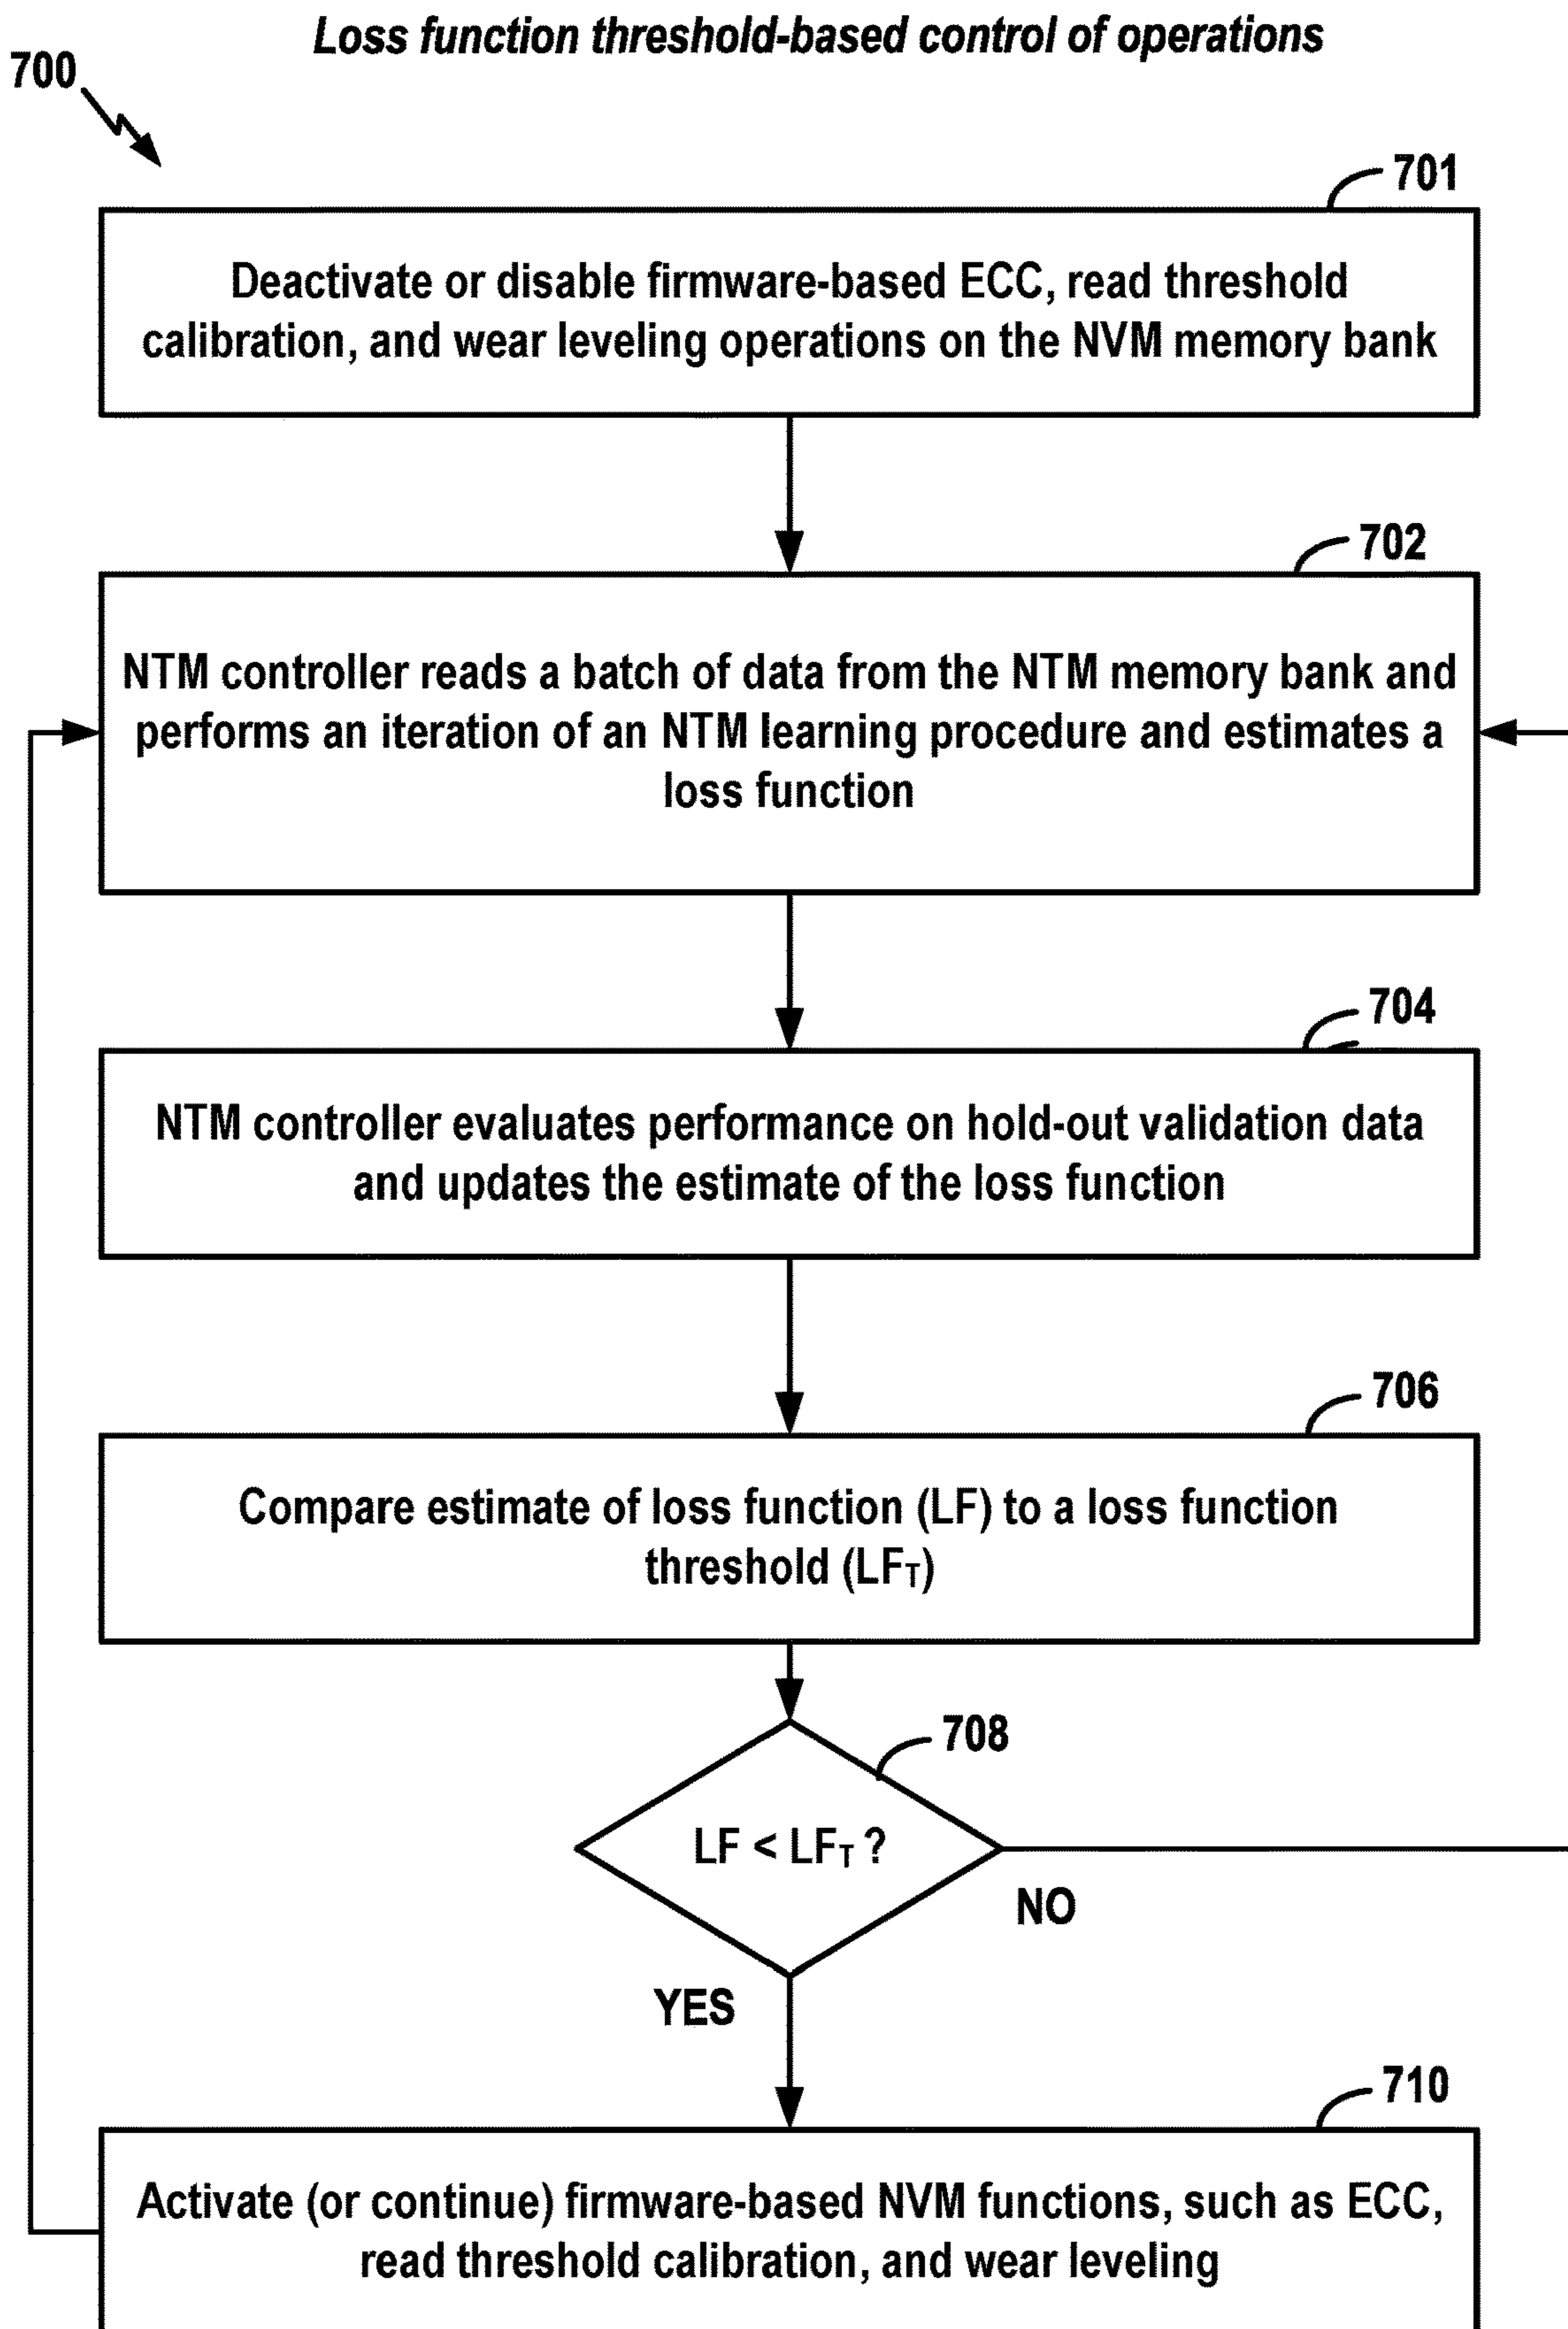 Loss function threshold-based control of operations
700
701
Deactivate or disable firmware-based ECC, read threshold
calibration, and wear leveling operations on the NVM memory bank
702
NTM controller reads a batch of data from the NTM memory bank and
performs an iteration of an NTM learning procedure and estimates a
loss function
704
NTM controller evaluates performance on hold-out validation data
and updates the estimate of the loss function
706
Compare estimate of loss function (LF) to a loss function
threshold (LFT)
708
LF < LFT ?
NO
YES
710
Activate (or continue) firmware-based NVM functions, such as ECC,
read threshold calibration, and wear leveling